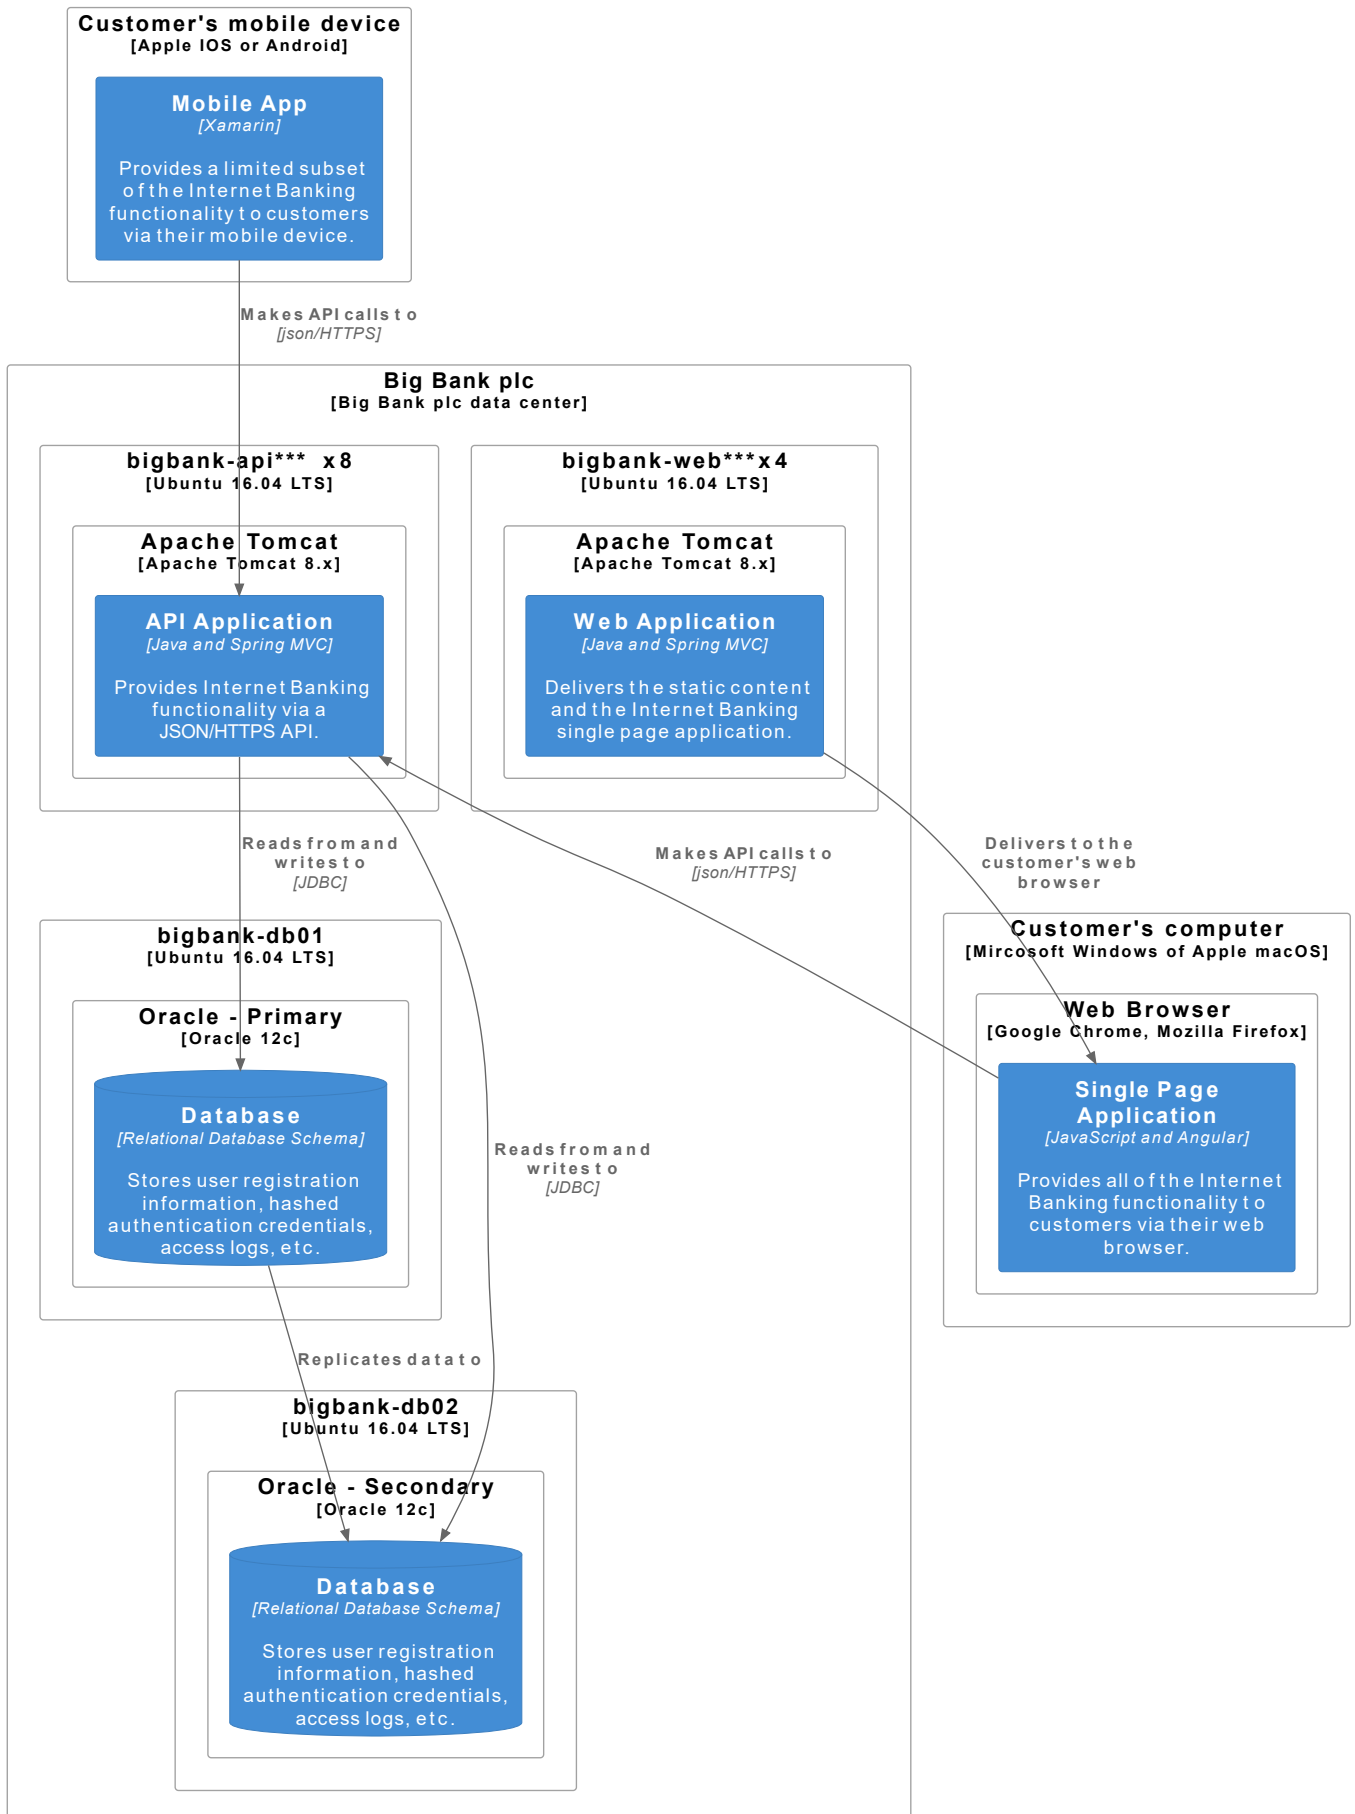 Customer's mobile device
[Apple IOS or Android]
Mobile App
[Xamarin]
Provides a limited subset
of the Internet Banking
functionality to customers
via their mobile device.
Makes API calls to
[json/HTTPS]
Big Bank plc
[Big Bank plc data center]
bigbank-api*** x8
[Ubuntu 16.04 LTS]
Apache Tomcat
[Apache Tomcat 8.x]
API Application
[Java and Spring MVC]
Provides Internet Banking
functionality via a
JSON/HTTPS API.
bigbank-web***x4
[Ubuntu 16.04 LTS]
Apache Tomcat
[Apache Tomcat 8.x]
Web Application
[Java and Spring MVC]
Delivers the static content
and the Internet Banking
single page application.
Reads from and
writes to
[JDBC]
Makes API calls to
[json/HTTPS]
Delivers to the
customer's web
browser
bigbank-db01
[Ubuntu 16.04 LTS]
Oracle - Primary
[Oracle 12c]
Database
[Relational Database Schema]
Stores user registration
information, hashed
authentication credentials,
access logs, etc.
Customer's computer
[Mircosoft Windows of Apple macOS]
Web Browser
[Google Chrome, Mozilla Firefox]
Single Page
Application
[JavaScript and Angular]
Provides all of the Internet
Banking functionality to
customers via their web
browser.
Reads from and
writes to
[JDBC]
Replicates data to
bigbank-db02
[Ubuntu 16.04 LTS]
Oracle - Secondary
[Oracle 12c]
Database
[Relational Database Schema]
Stores user registration
information, hashed
authentication credentials,
access logs, etc.